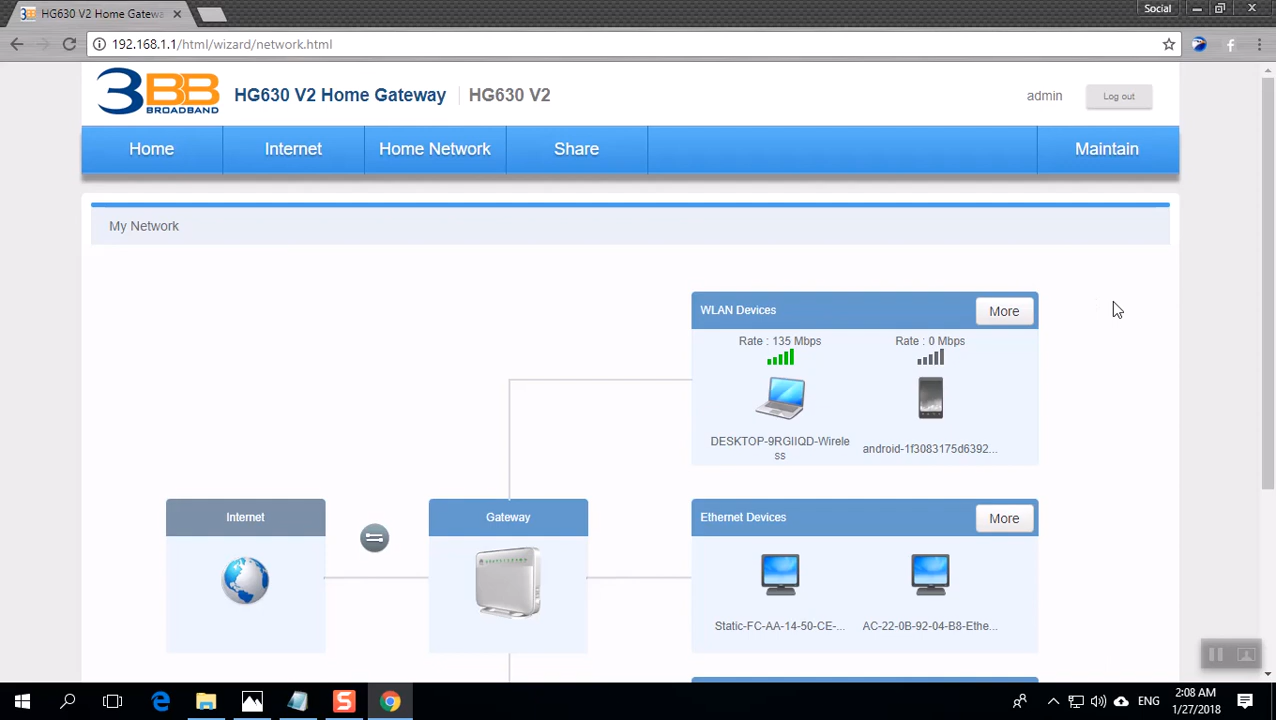 HG630 V2 Home Gatewa
Social
192.168.1.1/html/wizard/network.html
3BB BROADBAND
HG630 V2 Home Gateway
HG630 V2
admin
Log out
Home
Internet
Home Network
Share
Maintain
My Network
WLAN Devices
More
Rate : 135 Mbps
Rate : 0 Mbps
DESKTOP-9RGIIQD-Wirele
ss
android-1f3083175d6392...
Internet
Gateway
Ethernet Devices
More
Static-FC-AA-14-50-CE-...
AC-22-0B-92-04-B8-Ethe...
ENG
2:08 AM
1/27/2018